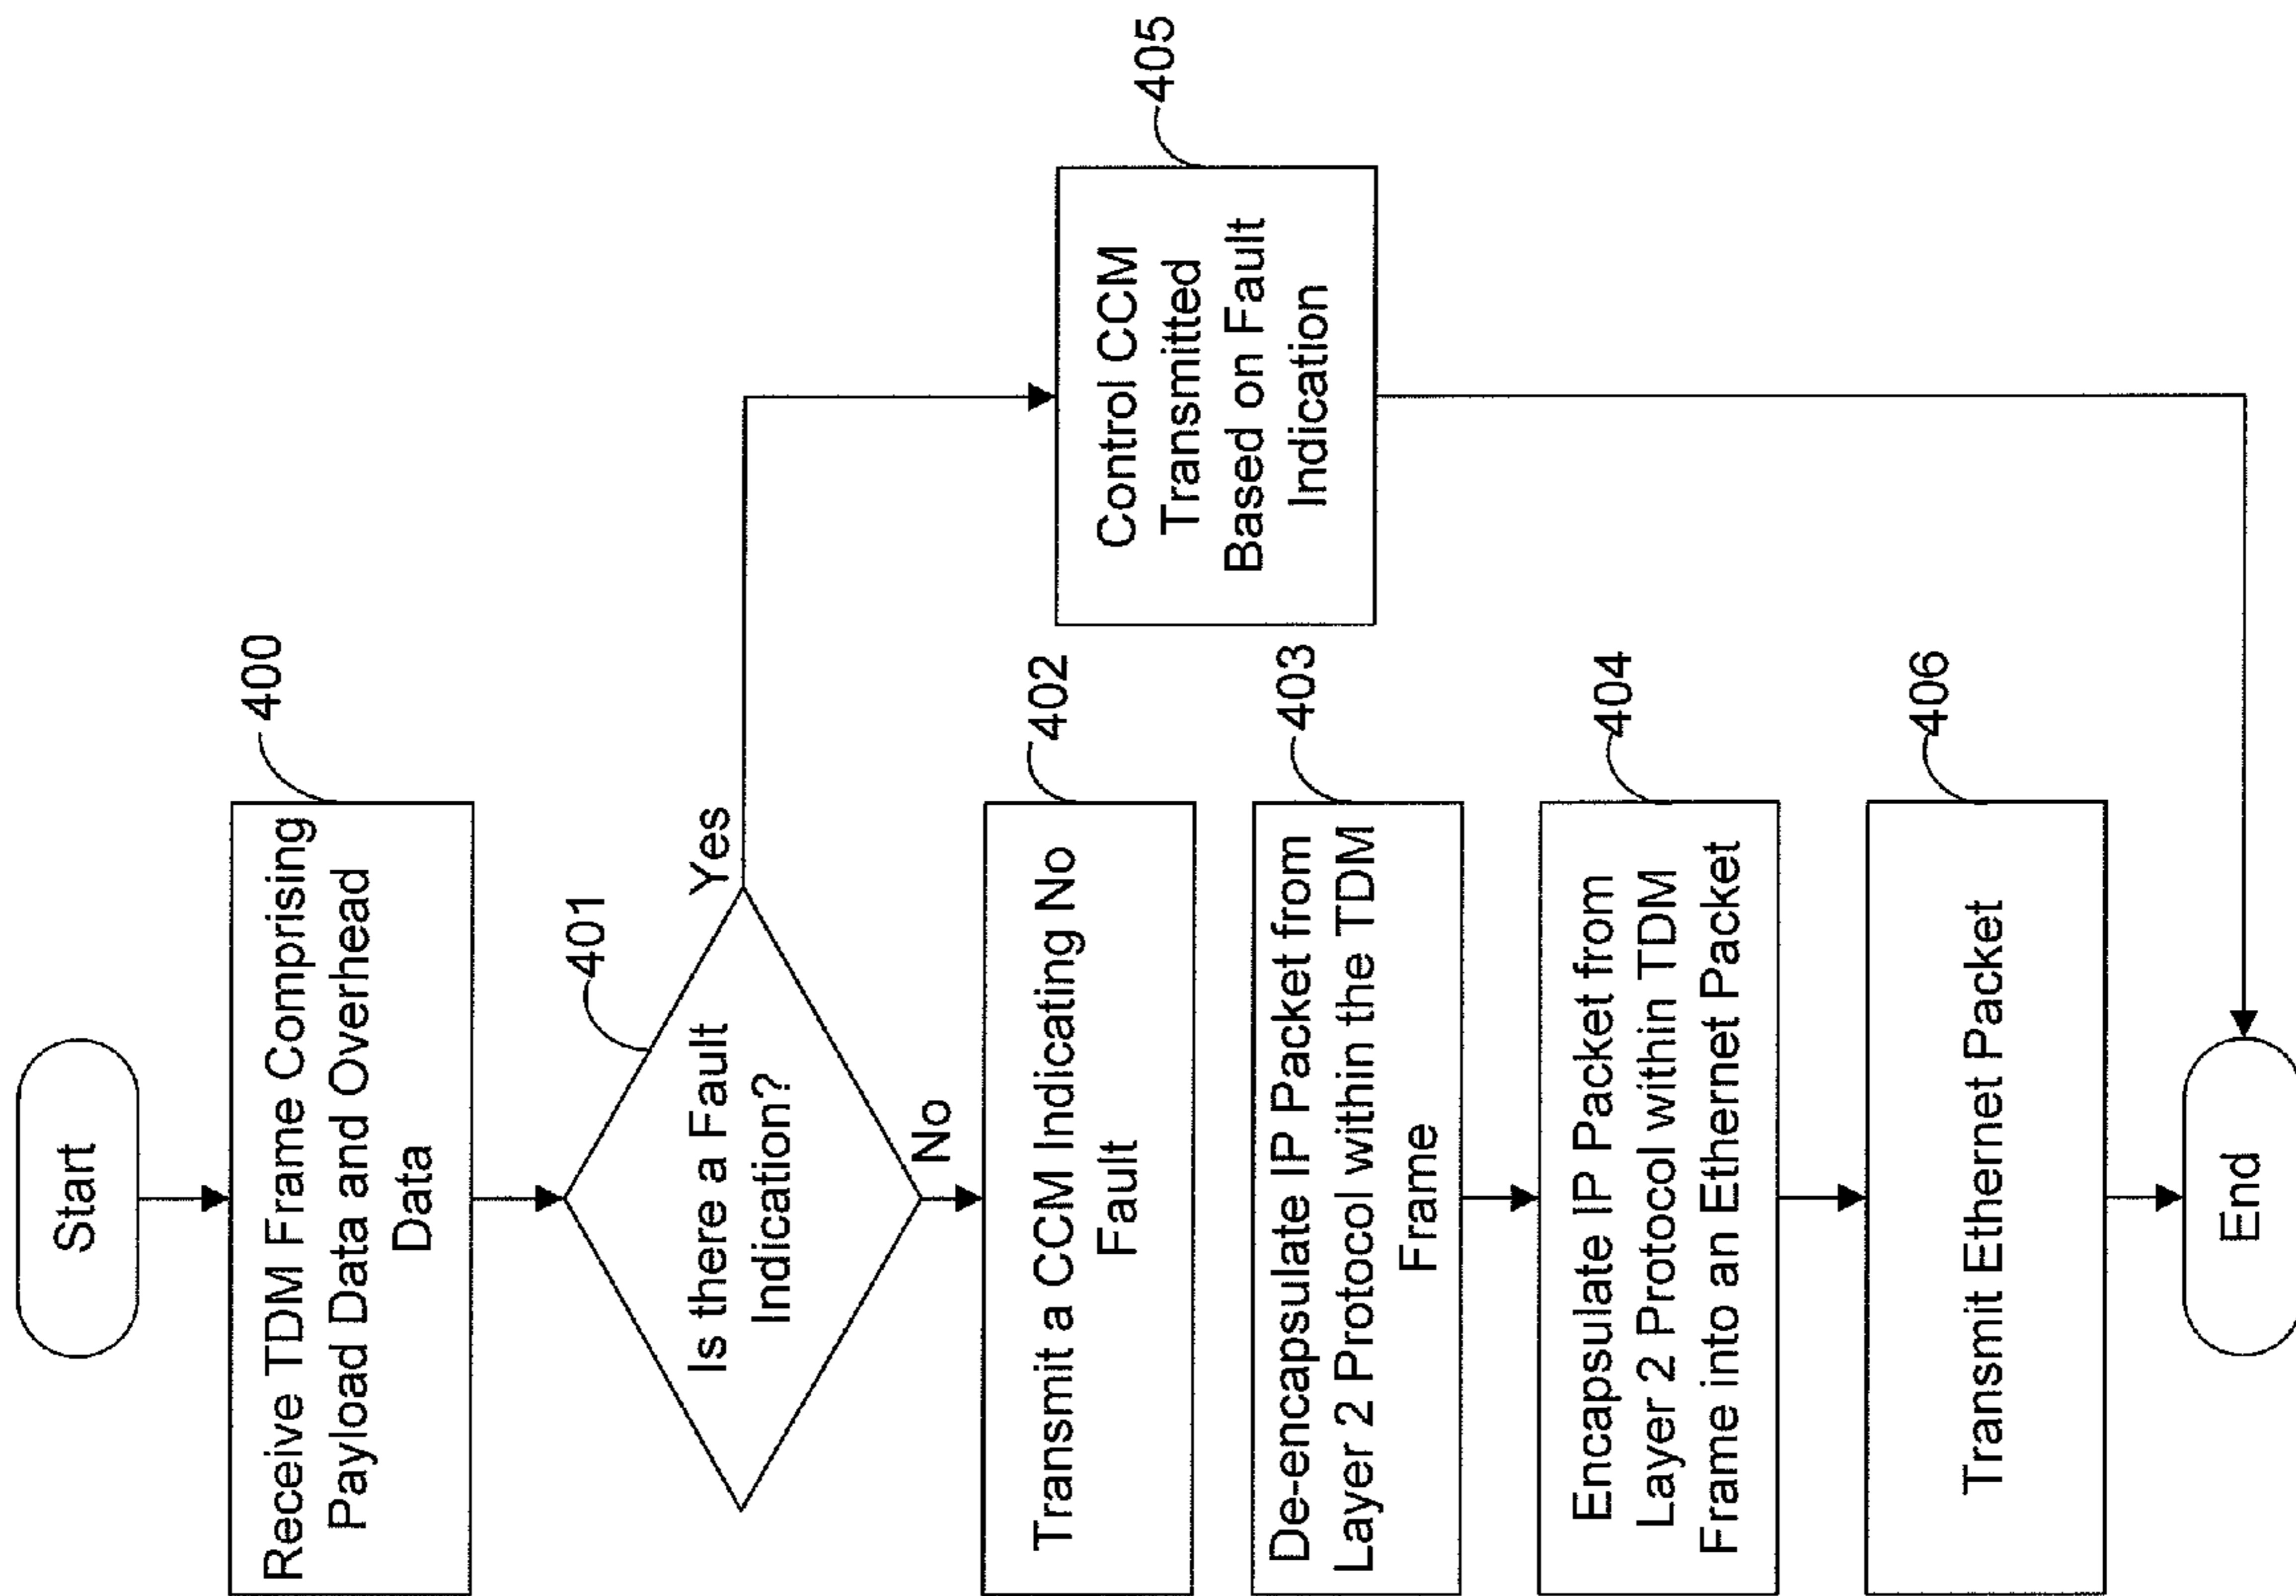 Start
400
Receive TDM Frame Comprising
Payload Data and Overhead
Data
401
Is there a Fault
Indication?
Yes
No
402
Transmit a CCM Indicating No
Fault
405
Control CCM
Transmitted
Based on Fault
Indication
403
De-encapsulate IP Packet from
Layer 2 Protocol within the TDM
Frame
404
Encapsulate IP Packet from
Layer 2 Protocol within TDM
Frame into an Ethernet Packet
406
Transmit Ethernet Packet
End